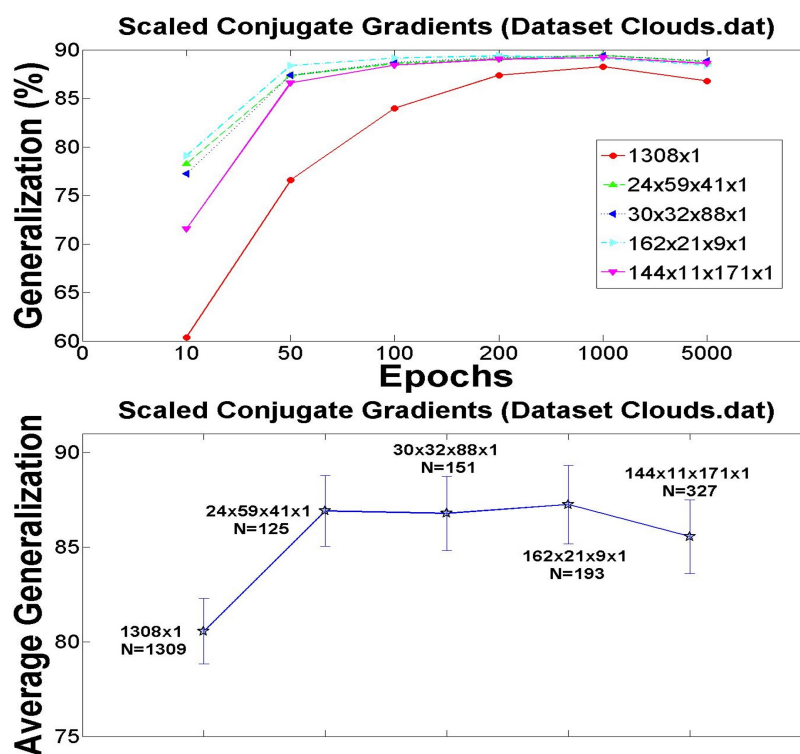 Scaled Conjugate Gradients (Dataset Clouds.dat)
Generalization (%)
90
85
80
75
70
65
60
1308x1
24x59x41x1
30x32x88x1
162x21x9x1
144x11x171x1
0 10 50 100 200 1000 5000
Epochs
Scaled Conjugate Gradients (Dataset Clouds.dat)
Average Generalization
90
85
80
75
1308x1
N=1309
24x59x41x1
N=125
30x32x88x1
N=151
162x21x9x1
N=193
144x11x171x1
N=327